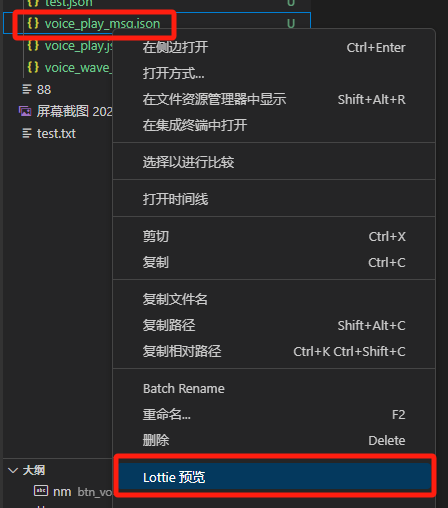 test.json U
voice_play_msg.json U
voice_play.js
voice_wave_
88
屏幕截图 202
test.txt
在侧边打开 Ctrl+Enter
打开方式...
在文件资源管理器中显示 Shift+Alt+R
在集成终端中打开
选择以进行比较
打开时间线
剪切 Ctrl+X
复制 Ctrl+C
复制文件名
复制路径 Shift+Alt+C
复制相对路径 Ctrl+K Ctrl+Shift+C
Batch Rename
重命名... F2
删除 Delete
Lottie 预览
大纲
abc nm btn_vo